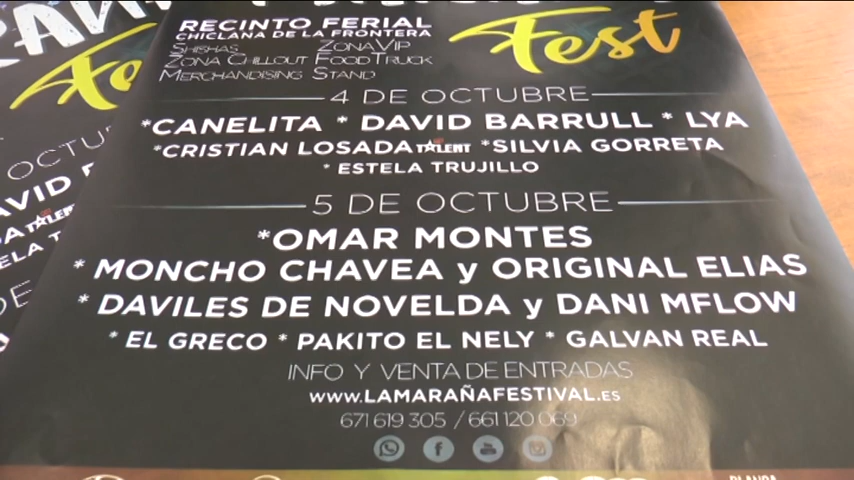 RECINTO FERIAL
CHICLANA DE LA FRONTERA
SHISHAS ZONA VIP
ZONA CHILLOUT FOOD TRUCK
MERCHANDISING STAND
Fest
4 DE OCTUBRE
*CANELITA * DAVID BARRULL * LYA
*CRISTIAN LOSADA TALENT *SILVIA GORRETA
* ESTELA TRUJILLO
5 DE OCTUBRE
*OMAR MONTES
* MONCHO CHAVEA y ORIGINAL ELIAS
* DAVILES DE NOVELDA y DANI MFLOW
* EL GRECO * PAKITO EL NELY * GALVAN REAL
INFO Y VENTA DE ENTRADAS
WWW.LAMARAÑAFESTIVAL.ES
671 619 305 / 661 120 069